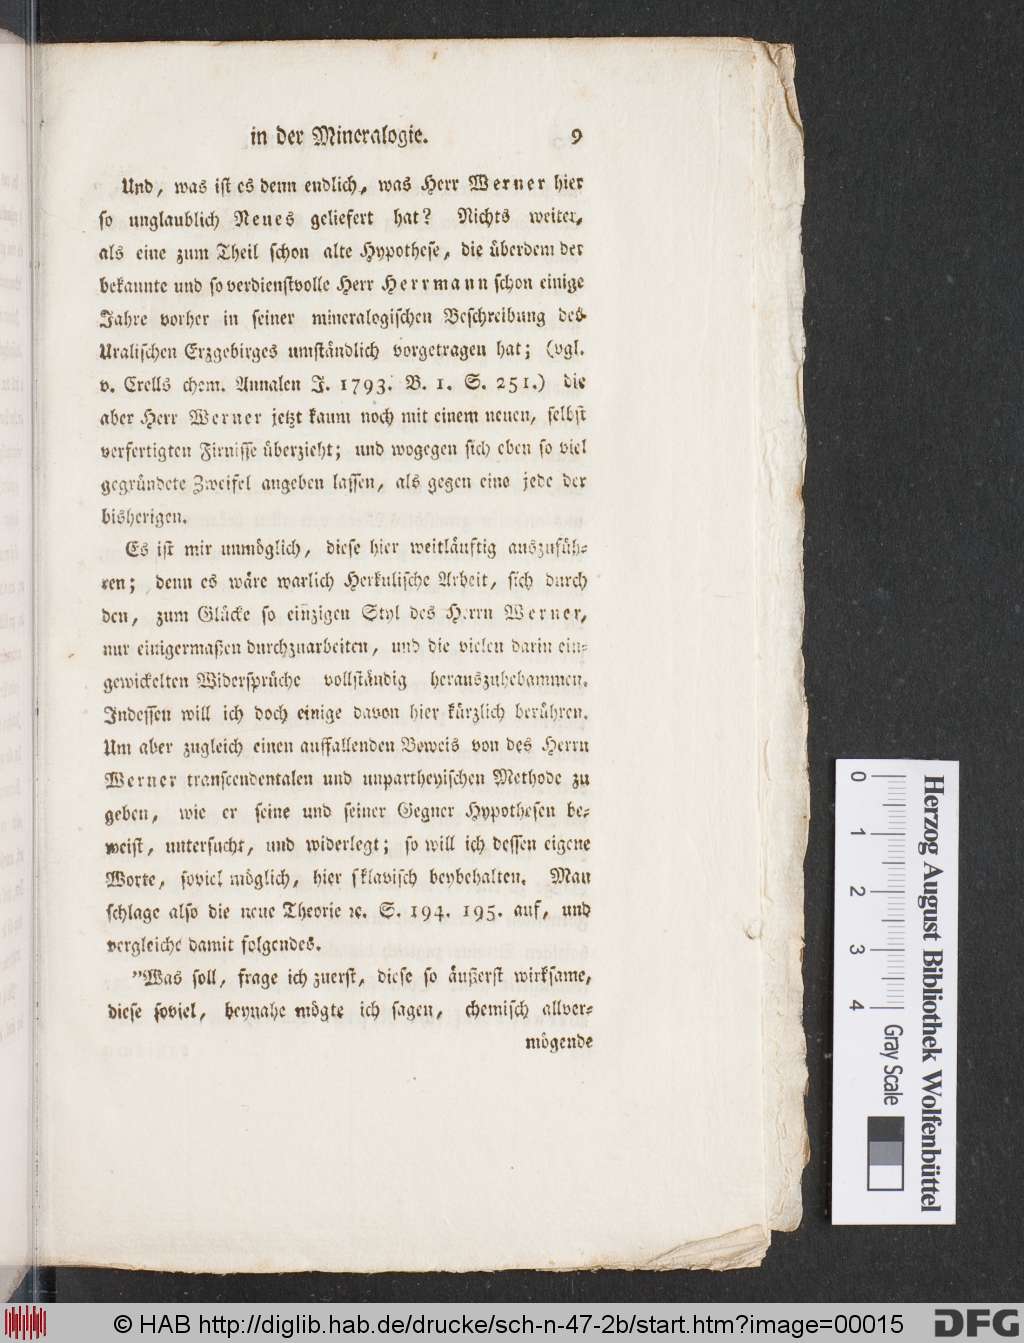 in der Mineralogie. 9
Und, was ist es denn endlich, was Herr Werner hier
so unglaublich Neues geliefert hat? Nichts weiter,
als eine zum Theil schon alte Hypothese, die überdem der
bekannte und so verdienstvolle Herr Herrmann schon einige
Jahre vorher in seiner mineralogischen Beschreibung des
Uralischen Erzgebirges umständlich vorgetragen hat; (vgl.
v. Crells chem. Annalen J. 1793. B. 1. S. 251.) die
aber Herr Werner jetzt kaum noch mit einem neuen, selbst
verfertigten Firnisse überzieht; und wogegen sich eben so viel
gegründete Zweifel angeben lassen, als gegen eine jede der
bisherigen.
Es ist mir unmöglich, diese hier weitläuftig auszufüh-
ren; denn es wäre warlich Herkulische Arbeit, sich durch
den, zum Glücke so einzigen Styl des Herrn Werner,
nur einigermaßen durchzuarbeiten, und die vielen darin ein-
gewickelten Widersprüche vollständig herauszuhebammen.
Indessen will ich doch einige davon hier kürzlich berühren.
Um aber zugleich einen auffallenden Beweis von des Herrn
Werner transcendentalen und unpartheyischen Methode zu
geben, wie er seine und seiner Gegner Hypothesen be-
weist, untersucht, und widerlegt; so will ich dessen eigene
Worte, soviel möglich, hier sklavisch beybehalten. Man
schlage also die neue Theorie ꝛc. S. 194. 195. auf, und
vergleiche damit folgendes.
"Was soll, frage ich zuerst, diese so äußerst wirksame,
diese soviel, beynahe mögte ich sagen, chemisch allver-
mögende
0 1 2 3 4
Herzog August Bibliothek Wolfenbüttel
Gray Scale
© HAB http://diglib.hab.de/drucke/sch-n-47-2b/start.htm?image=00015
DFG